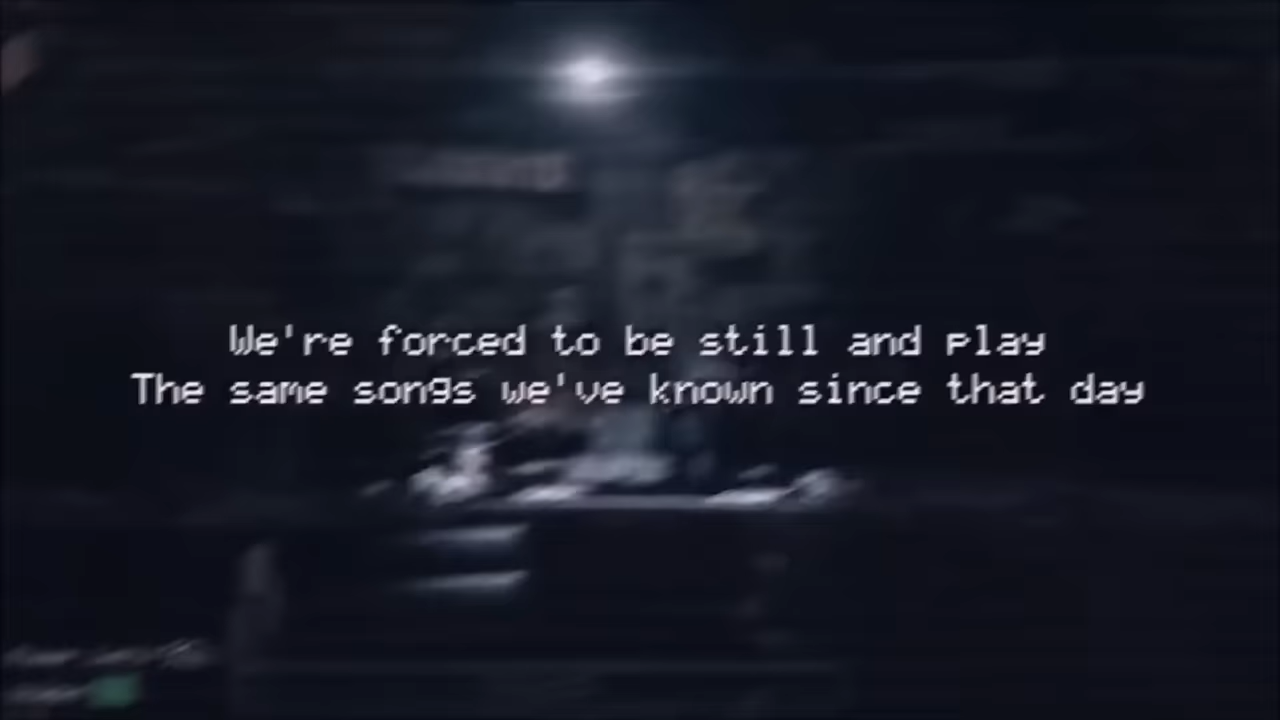 We're forced to be still and play
The same songs we've known since that day